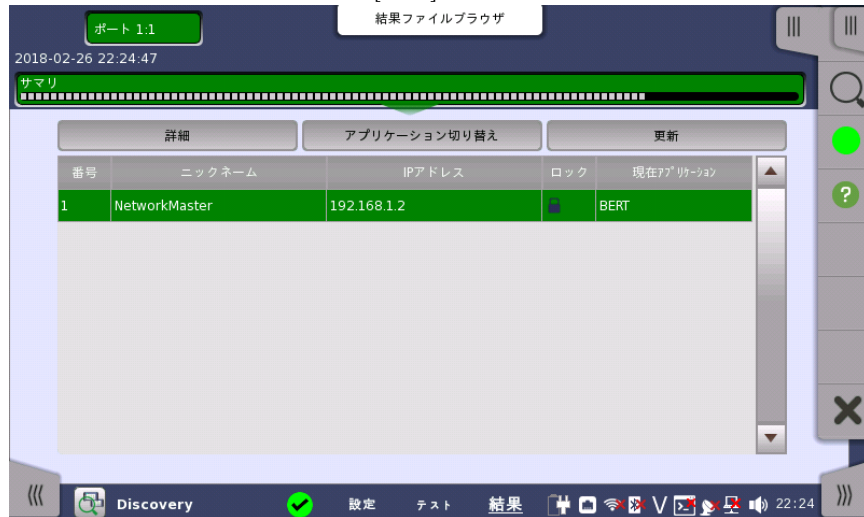 結果ファイルブラウザ
ポート 1:1
2018-02-26 22:24:47
サマリ
詳細 アプリケーション切り替え 更新
番号 ニックネーム IPアドレス ロック 現在ｱﾌﾟﾘｹｰｼｮﾝ
1 NetworkMaster 192.168.1.2 BERT
Discovery 設定 テスト 結果 22:24